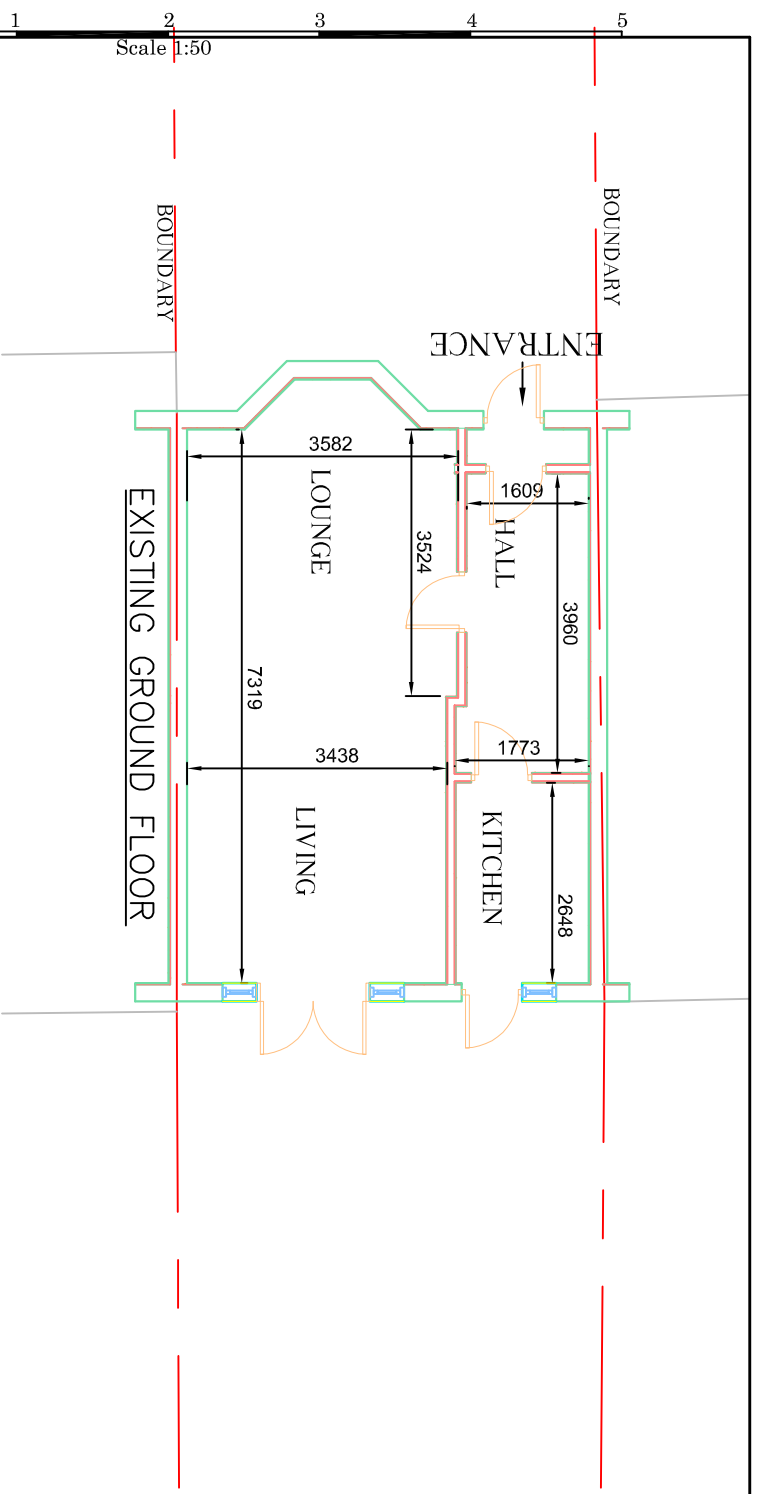 1 2 3 4 5
Scale 1:50
BOUNDARY
BOUNDARY
ENTRANCE
3582
LOUNGE
1609
HALL
3524
3960
7319
1773
3438
LIVING
KITCHEN
2648
EXISTING GROUND FLOOR